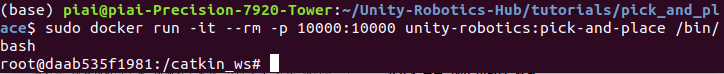 (base) piai@piai-Precision-7920-Tower:~/Unity-Robotics-Hub/tutorials/pick_and_pl
ace$ sudo docker run -it --rm -p 10000:10000 unity-robotics:pick-and-place /bin/
bash
root@daab535f1981:/catkin_ws#